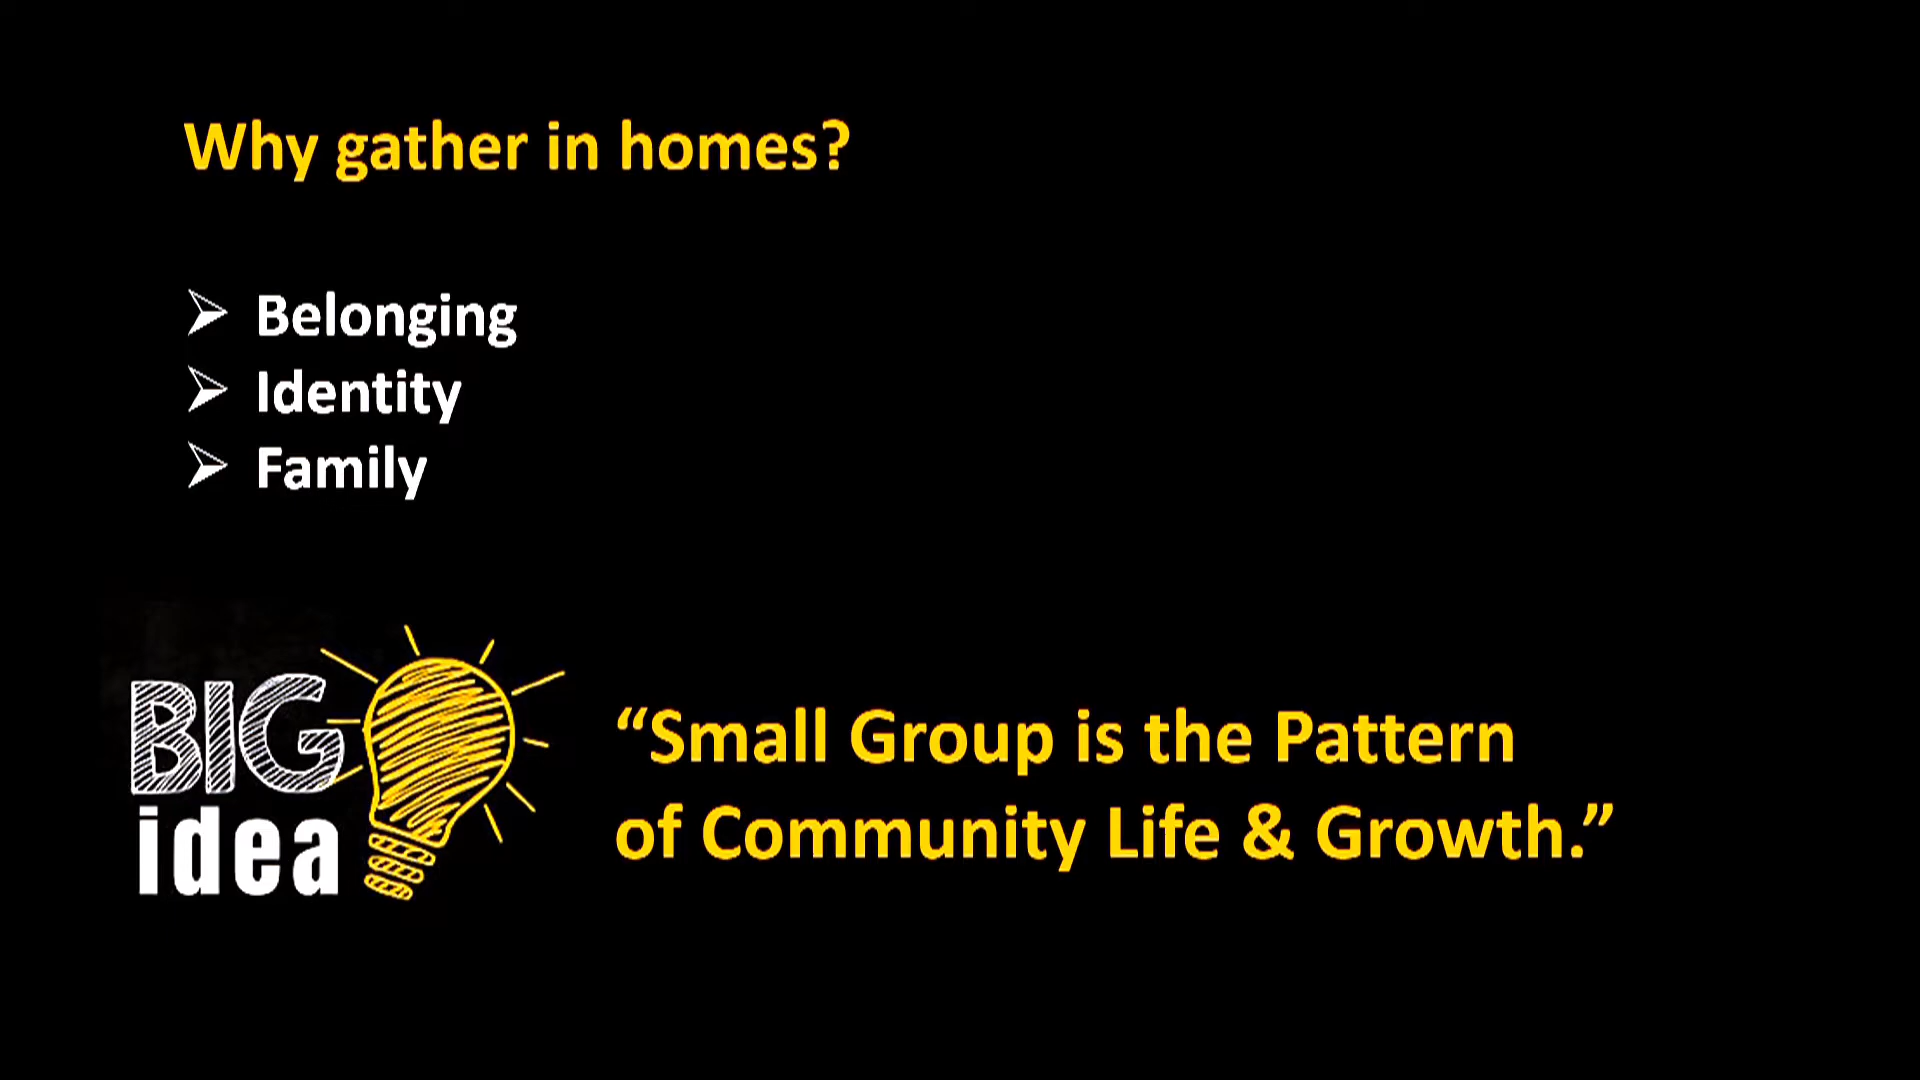 Why gather in homes?
Belonging
Identity
Family
BIG
idea
“Small Group is the Pattern
of Community Life & Growth.”